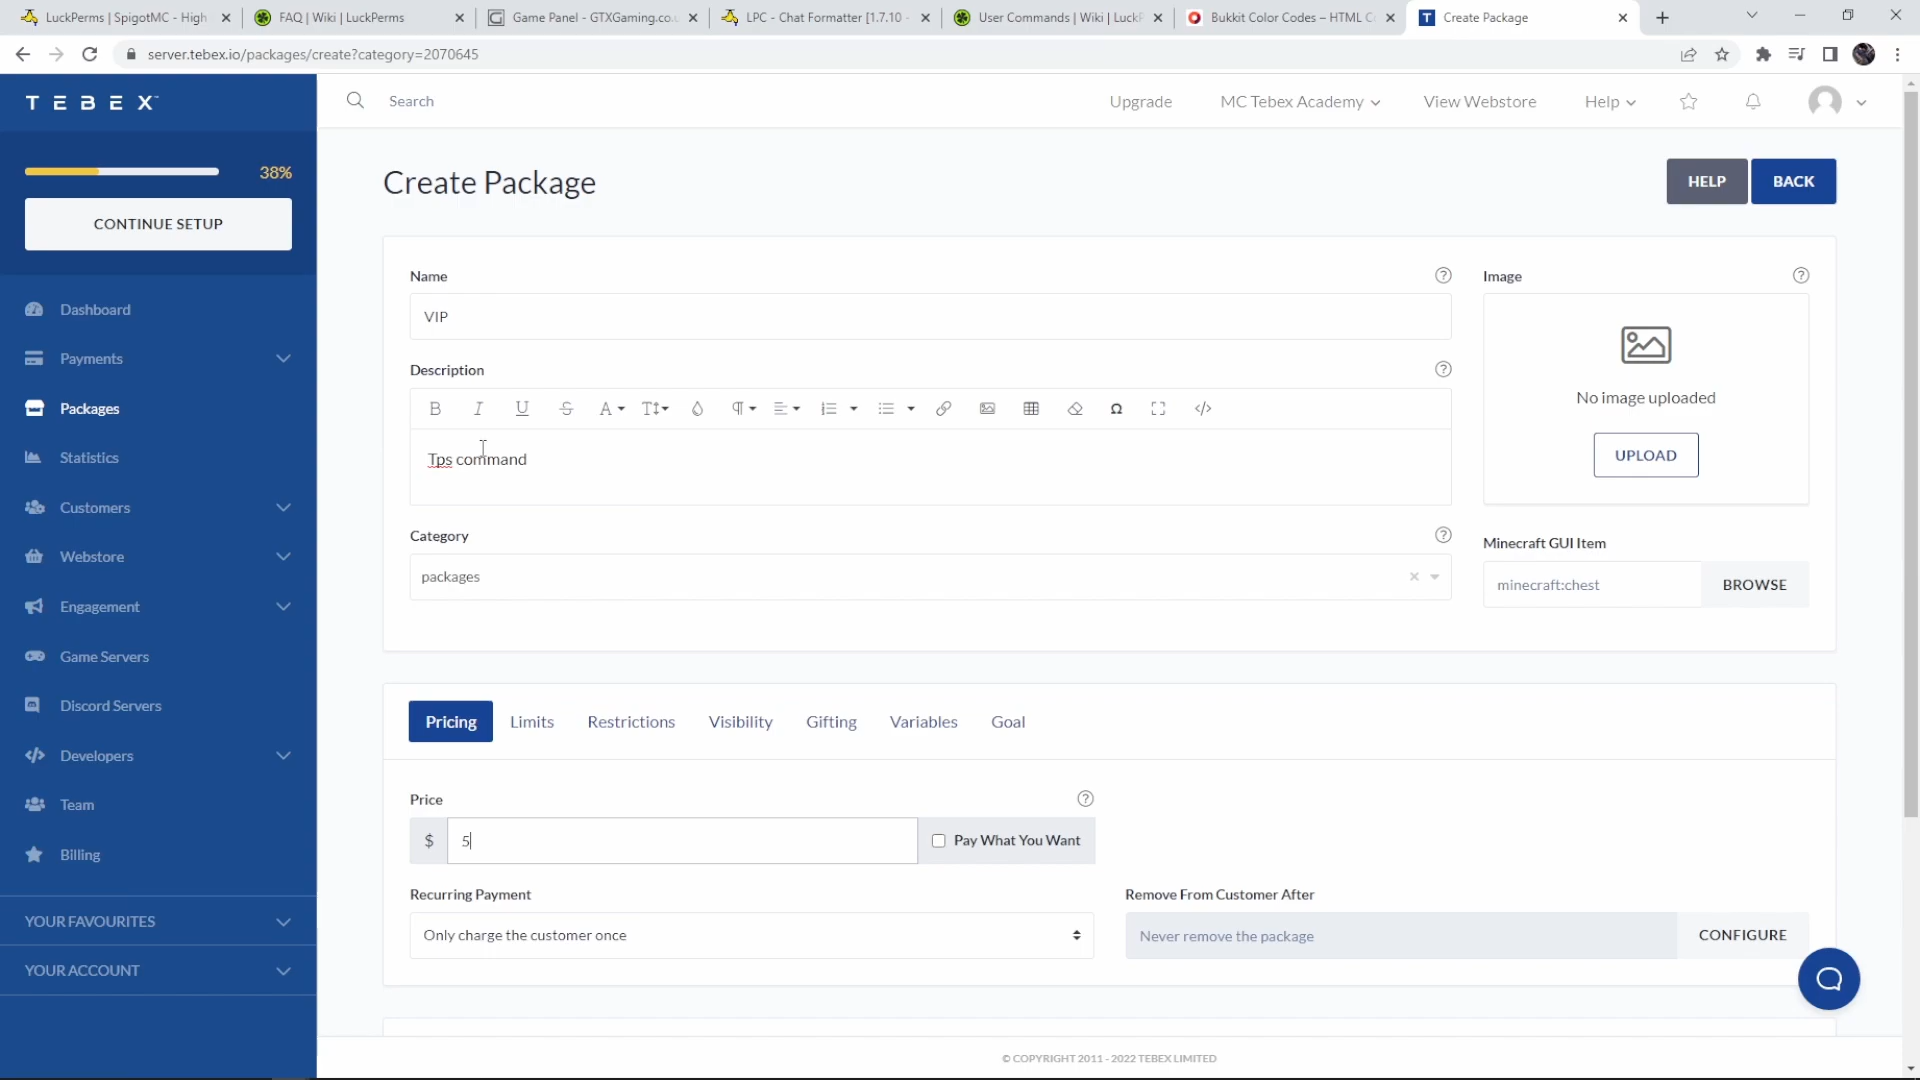 LuckPerms | SpigotMC - High
FAQ | Wiki | LuckPerms
Game Panel - GTXGaming.co.
LPC - Chat Formatter [1.7.10 -
User Commands | Wiki | LuckP
Bukkit Color Codes – HTML C
Create Package
server.tebex.io/packages/create?category=2070645
TEBEX™
Search
Upgrade
MC Tebex Academy
View Webstore
Help
38%
CONTINUE SETUP
Dashboard
Payments
Packages
Statistics
Customers
Webstore
Engagement
Game Servers
Discord Servers
Developers
Team
Billing
YOUR FAVOURITES
YOUR ACCOUNT
Create Package
HELP
BACK
Name
VIP
Description
Tps command
Category
packages
Image
No image uploaded
UPLOAD
Minecraft GUI Item
minecraft:chest
BROWSE
Pricing
Limits
Restrictions
Visibility
Gifting
Variables
Goal
Price
$
5
Pay What You Want
Recurring Payment
Only charge the customer once
Remove From Customer After
Never remove the package
CONFIGURE
© COPYRIGHT 2011 - 2022 TEBEX LIMITED